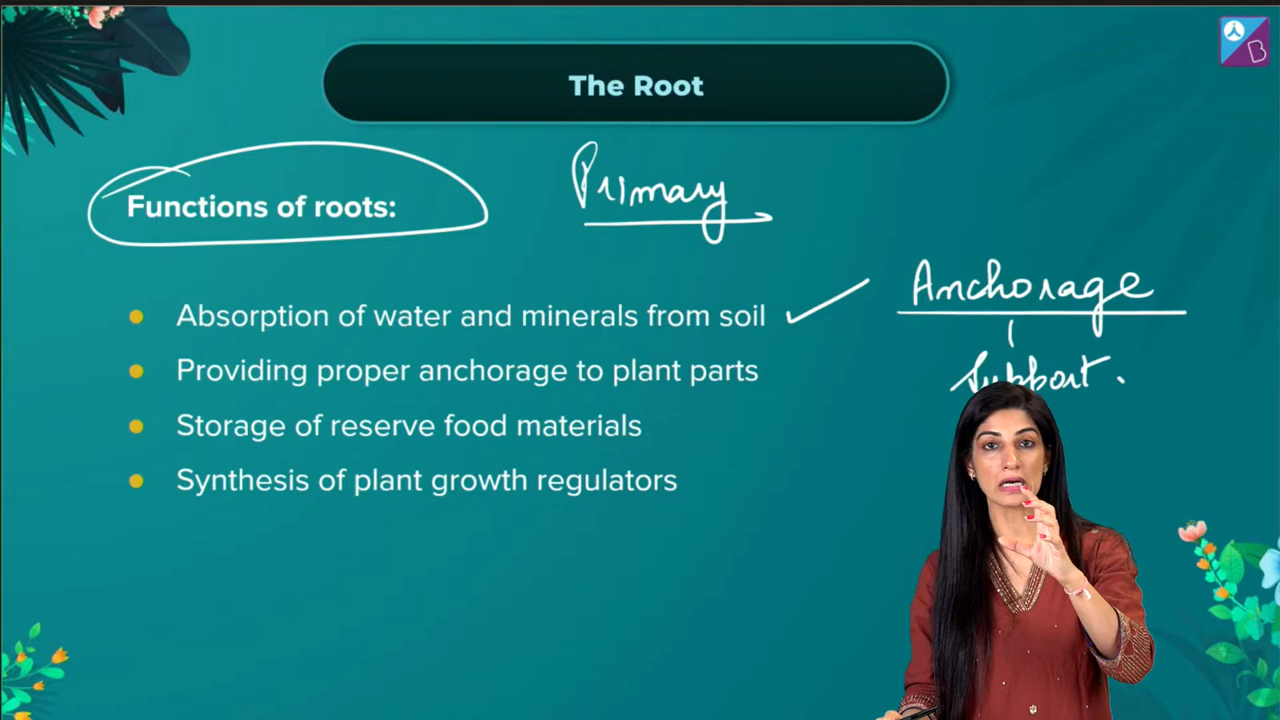 The Root
Functions of roots:
Primary
Absorption of water and minerals from soil
Providing proper anchorage to plant parts
Storage of reserve food materials
Synthesis of plant growth regulators
Anchorage
Support.
B